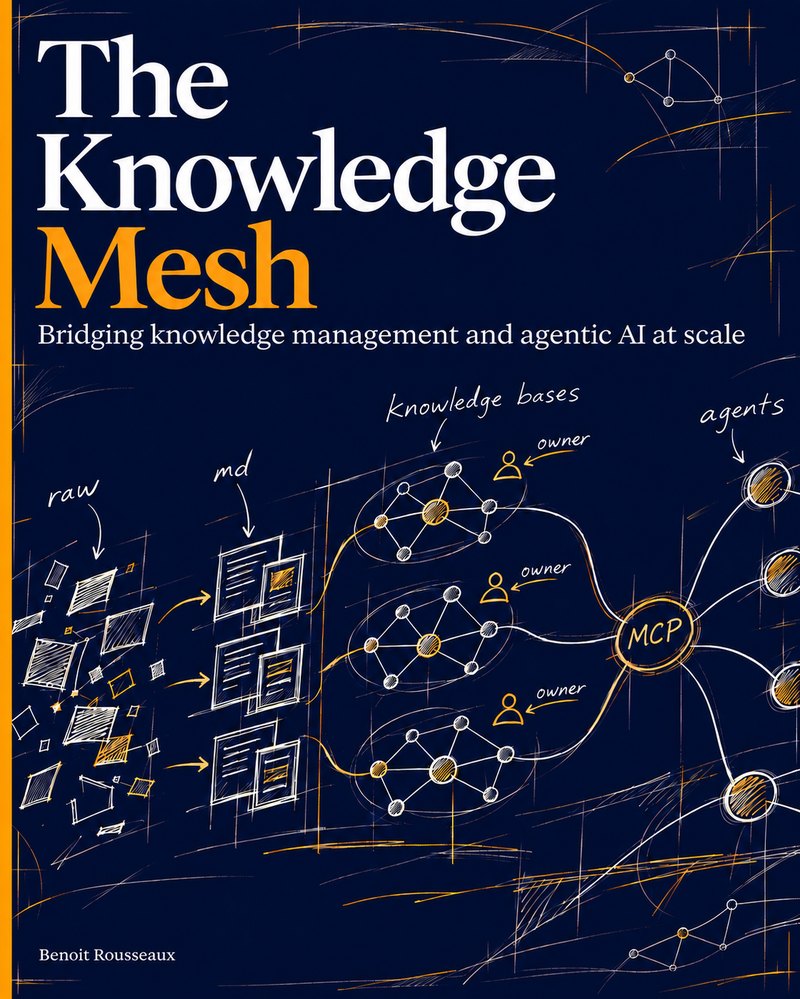 The
Knowledge
Mesh
Bridging knowledge management and agentic AI at scale
knowledge bases
agents
owner
md
raw
owner
MCP
owner
Benoit Rousseaux